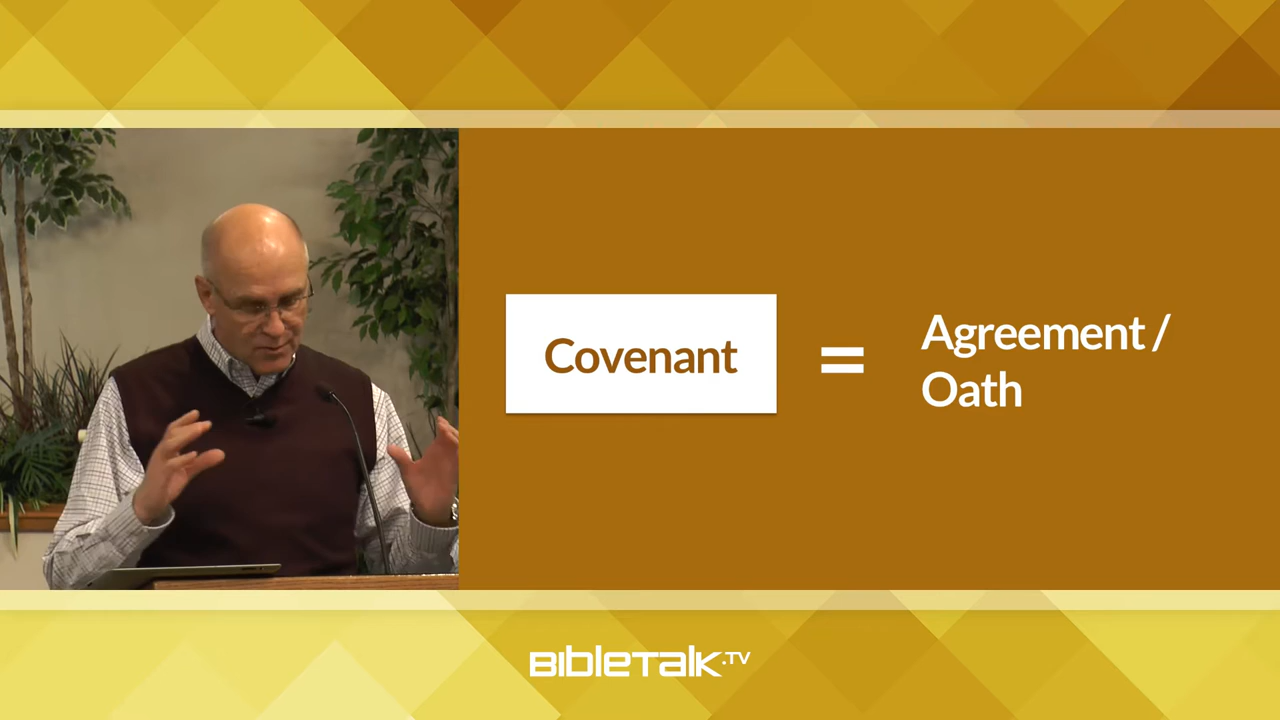 Covenant
=
Agreement /
Oath
BibleTalk.TV